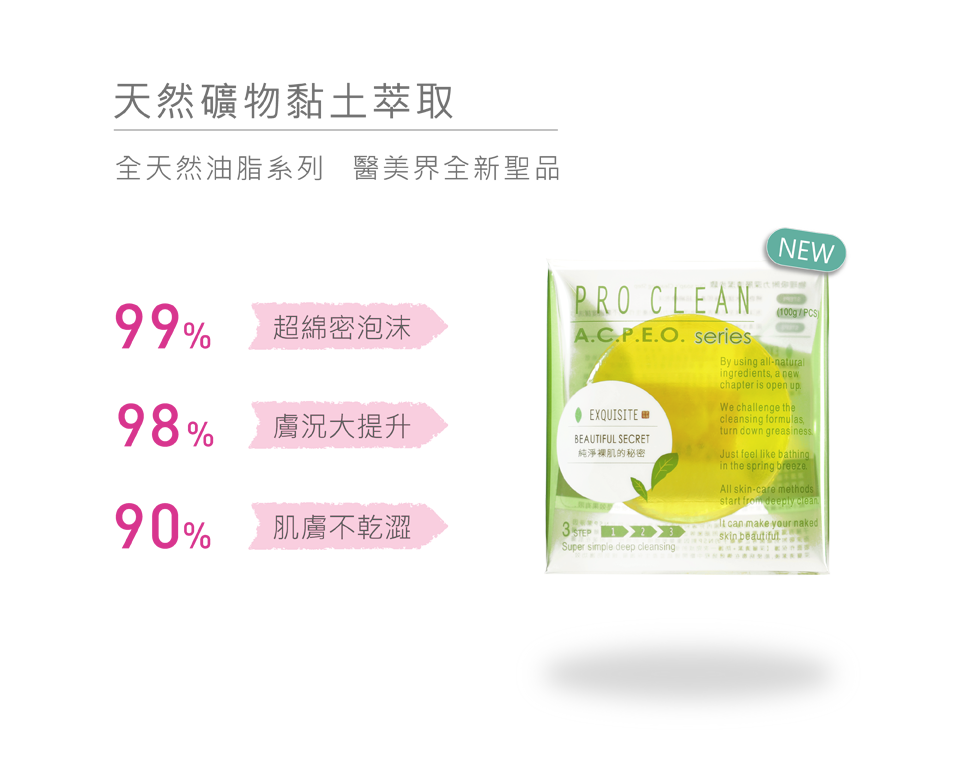 天然礦物黏土萃取
全天然油脂系列 醫美界全新聖品
NEW
99% 超綿密泡沫
98% 膚況大提升
90% 肌膚不乾澀
PRO CLEAN
(100g / PCS)
A.C.P.E.O. series
By using all-natural
ingredients, a new
chapter is open up.
We challenge the
cleansing formulas,
turn down greasiness.
Just feel like bathing
in the spring breeze.
All skin-care methods
start from deeply clean
It can make your naked
skin beautiful
EXQUISITE
BEAUTIFUL SECRET
純淨裸肌的秘密
3 STEP 1 2 3
Super simple deep cleansing